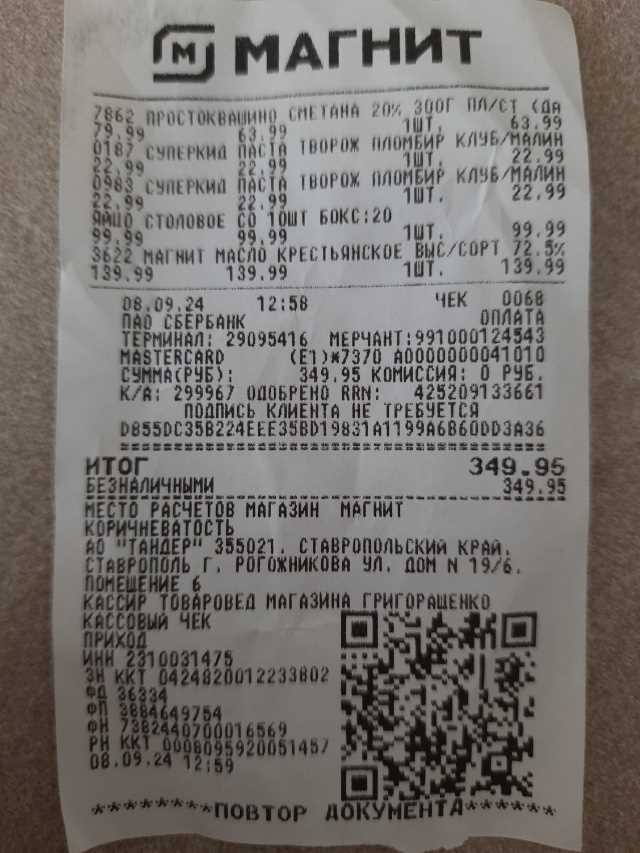 М МАГНИТ
7862 ПРОСТОКВАШИНО СМЕТАНА 20% 300Г ПЛ/СТ (ДА
79.99 63.99 1ШТ. 63.99
0187 СУПЕРКИД ПАСТА ТВОРОЖ ПЛОМБИР КЛУБ/МАЛИН
22.99 22.99 1ШТ. 22.99
0983 СУПЕРКИД ПАСТА ТВОРОЖ ПЛОМБИР КЛУБ/МАЛИН
22.99 22.99 1ШТ. 22.99
ЯЙЦО СТОЛОВОЕ СО 10ШТ БОКС:20
99.99 99.99 1ШТ. 99.99
3622 МАГНИТ МАСЛО КРЕСТЬЯНСКОЕ ВЫС/СОРТ 72.5%
139.99 139.99 1ШТ. 139.99
08.09.24 12:58 ЧЕК 0068
ПАО СБЕРБАНК ОПЛАТА
ТЕРМИНАЛ: 29095416 МЕРЧАНТ:991000124543
MASTERCARD (E1)*7370 A0000000041010
СУММА(РУБ): 349.95 КОМИССИЯ: 0 РУБ.
К/А: 299967 ОДОБРЕНО RRN: 425209133661
ПОДПИСЬ КЛИЕНТА НЕ ТРЕБУЕТСЯ
D855DC35B224EEE35BD19831A1199A6B60DD3A36
ИТОГ 349.95
БЕЗНАЛИЧНЫМИ 349.95
МЕСТО РАСЧЕТОВ МАГАЗИН МАГНИТ
КОРИЧНЕВАТОСТЬ
АО "ТАНДЕР" 355021, СТАВРОПОЛЬСКИЙ КРАЙ,
СТАВРОПОЛЬ Г, РОГОЖНИКОВА УЛ, ДОМ N 19/6,
ПОМЕЩЕНИЕ 6
КАССИР ТОВАРОВЕД МАГАЗИНА ГРИГОРАЩЕНКО
КАССОВЫЙ ЧЕК
ПРИХОД
ИНН 2310031475
ЗН ККТ 0424820012233802
ФД 36334
ФП 3884649754
ФН 7382440700016569
РН ККТ 0008095920051457
08.09.24 12:59
********ПОВТОР ДОКУМЕНТА******